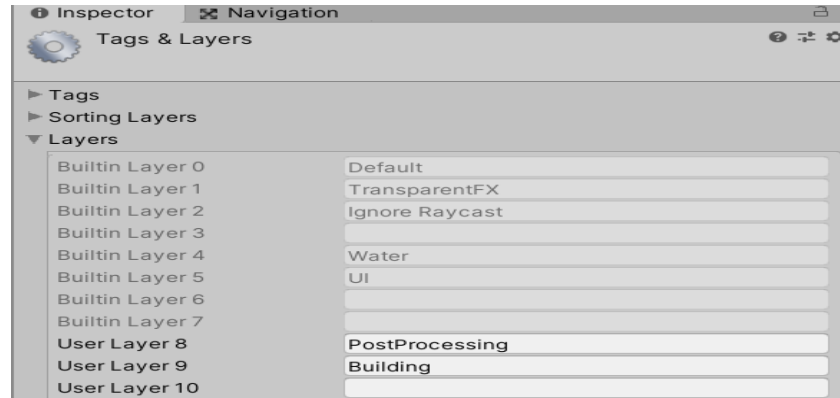 Inspector Navigation
Tags & Layers
Tags
Sorting Layers
Layers
Builtin Layer 0 Default
Builtin Layer 1 TransparentFX
Builtin Layer 2 Ignore Raycast
Builtin Layer 3
Builtin Layer 4 Water
Builtin Layer 5 UI
Builtin Layer 6
Builtin Layer 7
User Layer 8 PostProcessing
User Layer 9 Building
User Layer 10